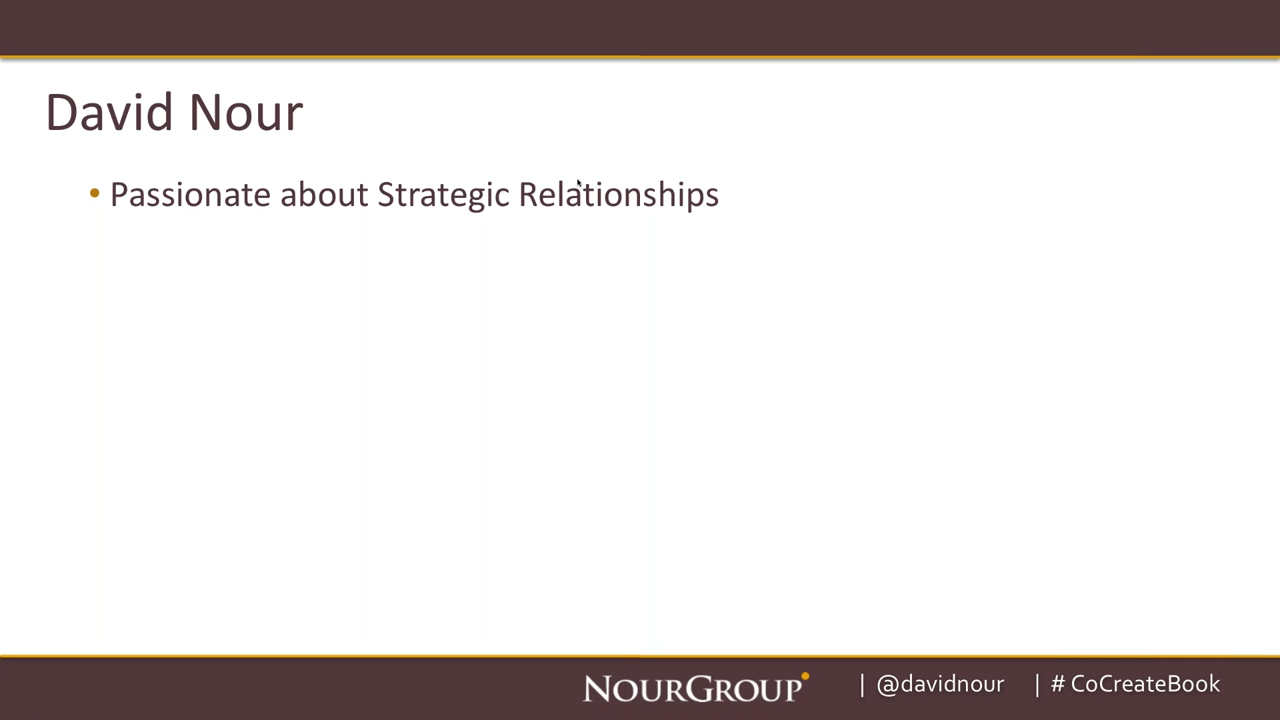 David Nour
• Passionate about Strategic Relationships
NOURGROUP | @davidnour | # CoCreateBook